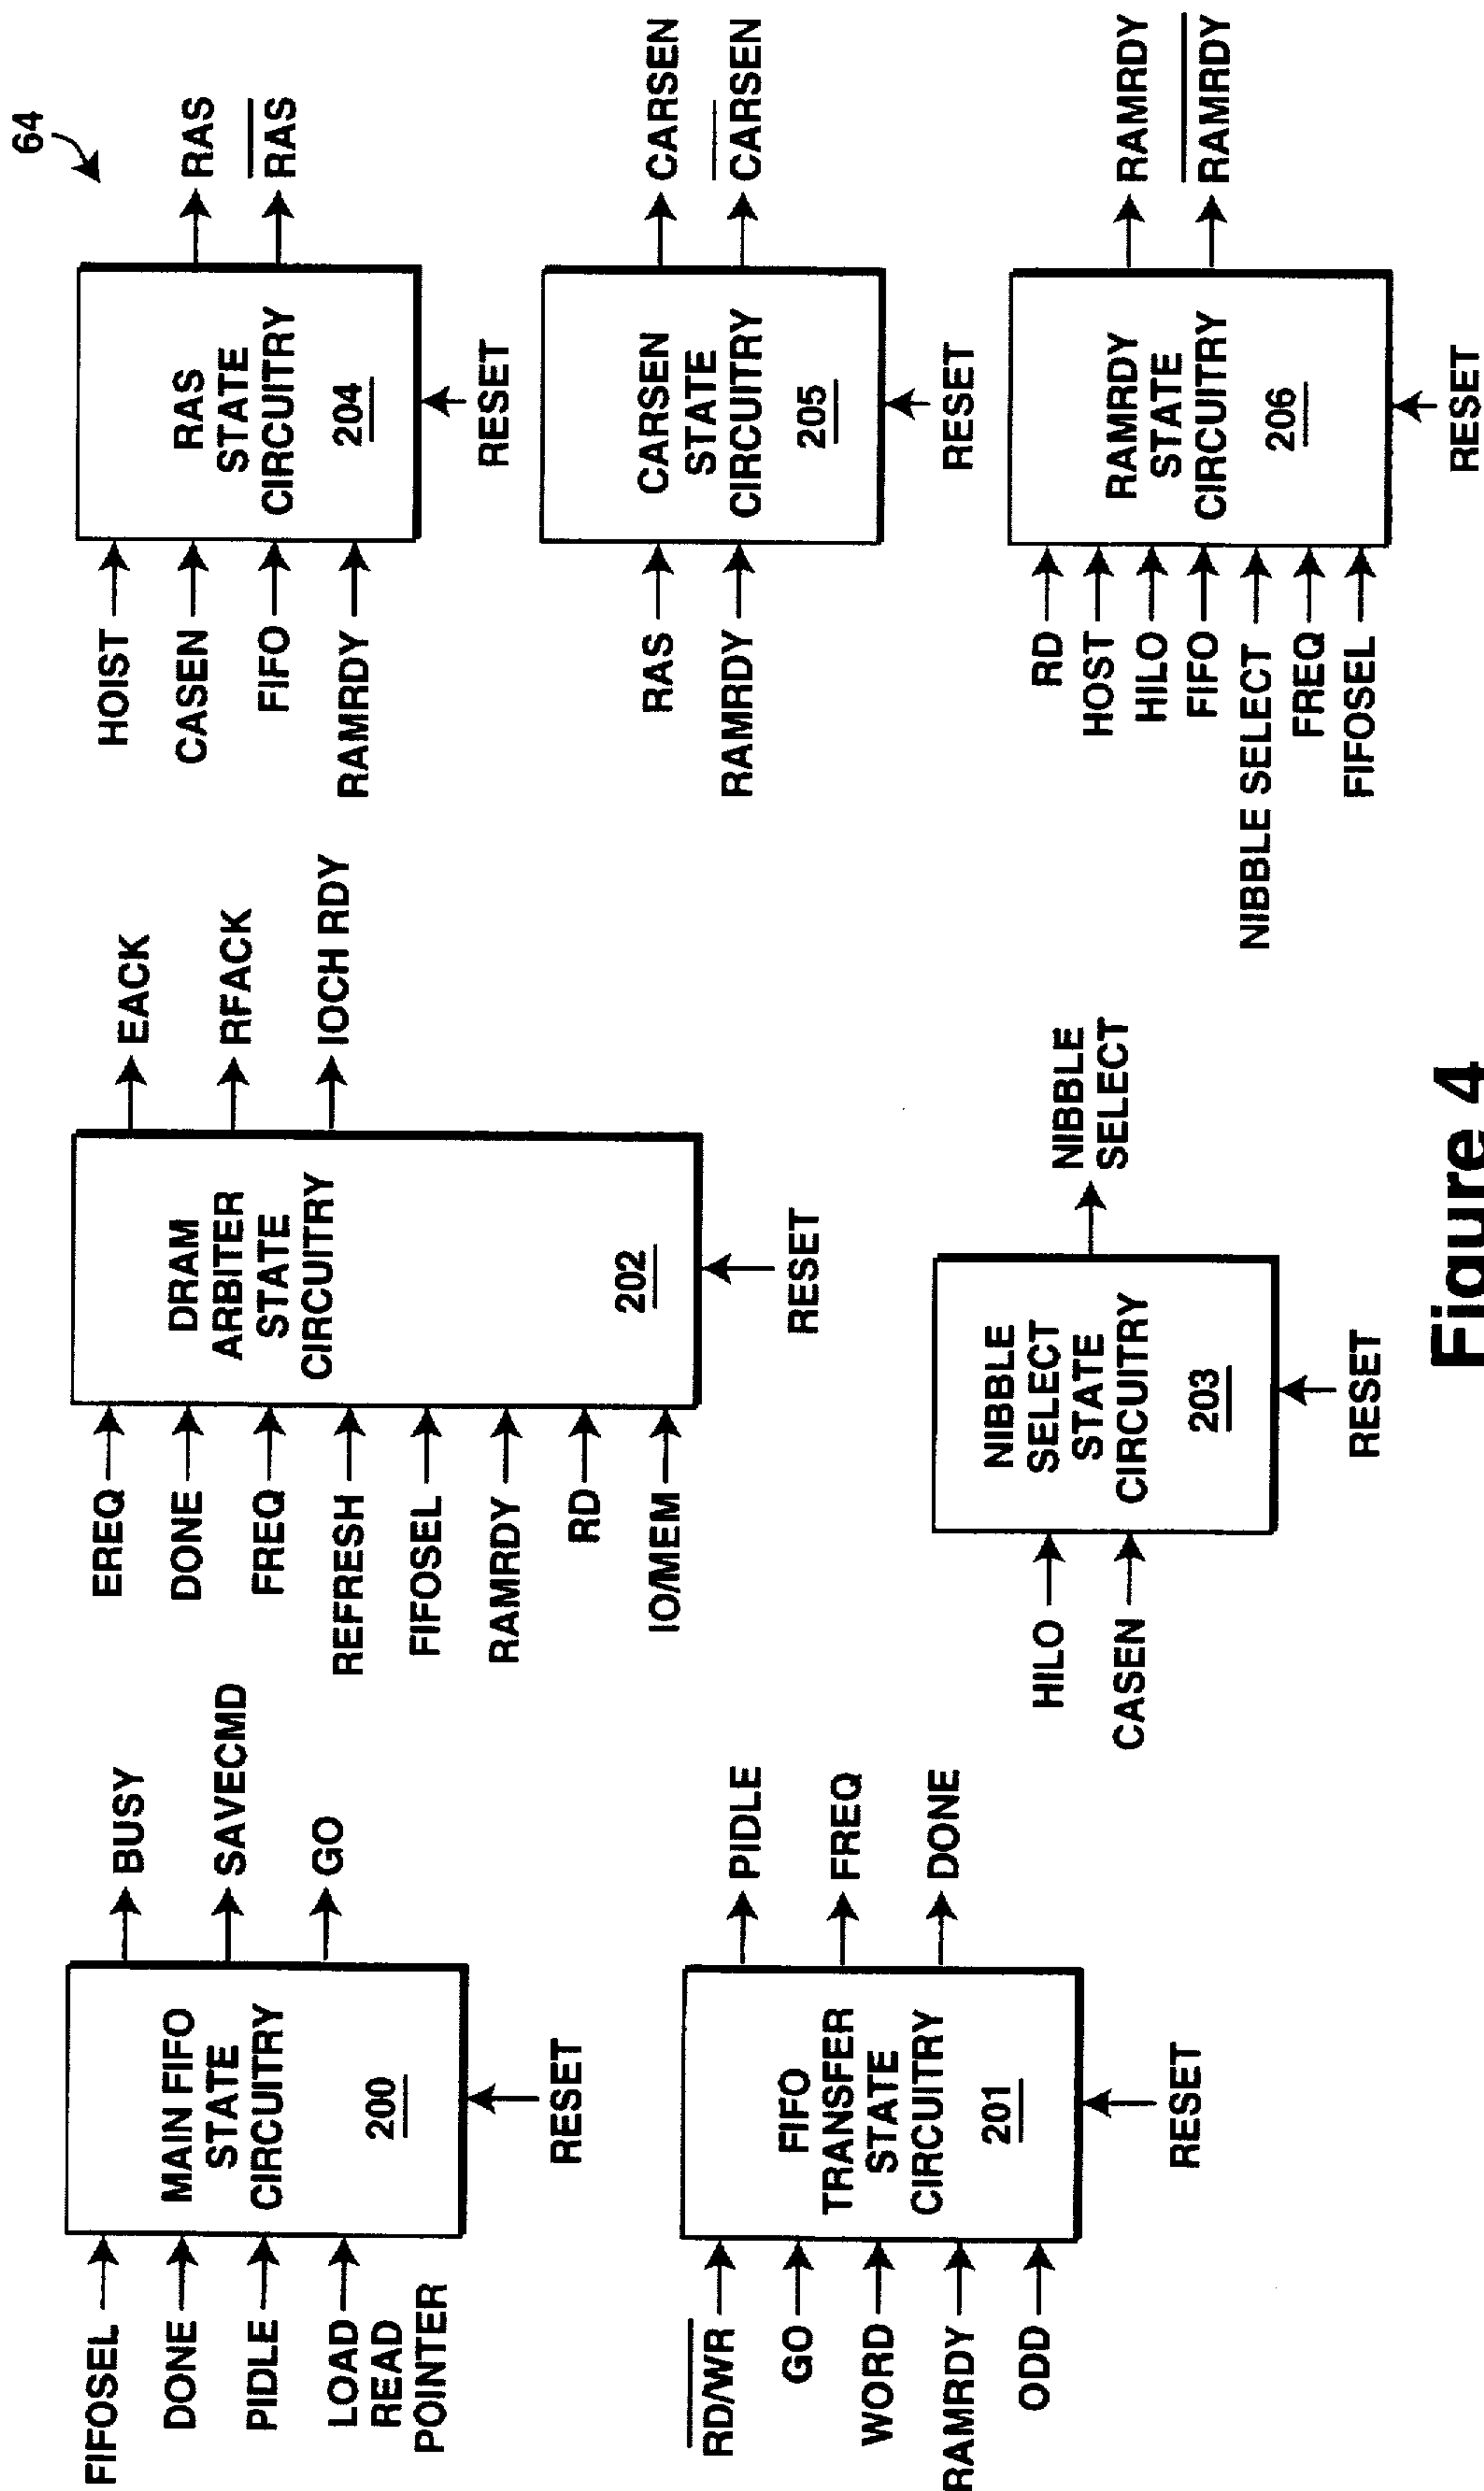 64
FIFOSEL
DONE
PIDLE
LOAD
READ
POINTER
MAIN FIFO
STATE
CIRCUITRY
200
BUSY
SAVECMD
GO
RESET
RD/WR
GO
WORD
RAMRDY
ODD
FIFO
TRANSFER
STATE
CIRCUITRY
201
PIDLE
FREQ
DONE
RESET
EREQ
DONE
FREQ
REFRESH
FIFOSEL
RAMRDY
RD
IO/MEM
DRAM
ARBITER
STATE
CIRCUITRY
202
EACK
RFACK
IOCH RDY
RESET
HILO
CASEN
NIBBLE
SELECT
STATE
CIRCUITRY
203
NIBBLE
SELECT
RESET
HOIST
CASEN
FIFO
RAMRDY
RAS
STATE
CIRCUITRY
204
RAS
RAS
RESET
RAS
RAMRDY
CARSEN
STATE
CIRCUITRY
205
CARSEN
CARSEN
RESET
RD
HOST
HILO
FIFO
NIBBLE SELECT
FREQ
FIFOSEL
RAMRDY
STATE
CIRCUITRY
206
RAMRDY
RAMRDY
RESET
Figure 4